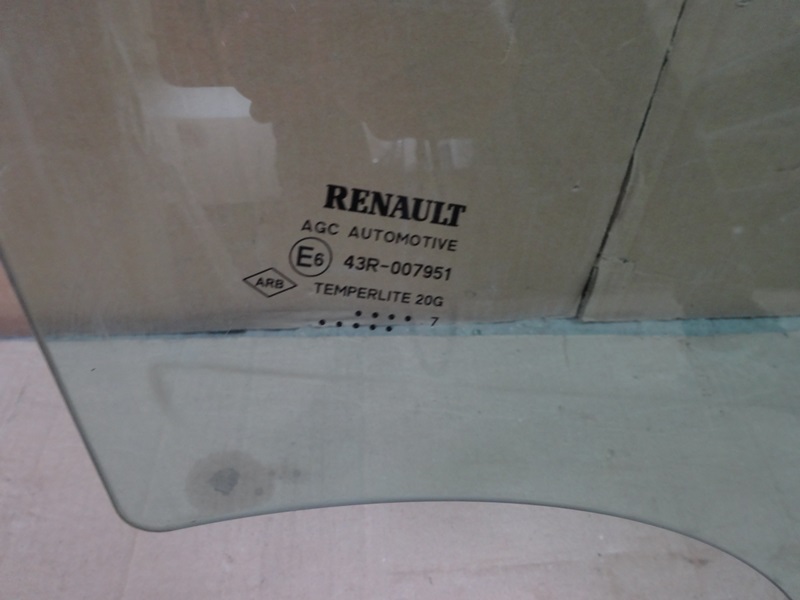 RENAULT
AGC AUTOMOTIVE
E6 43R-007951
ARB TEMPERLITE 20G
7